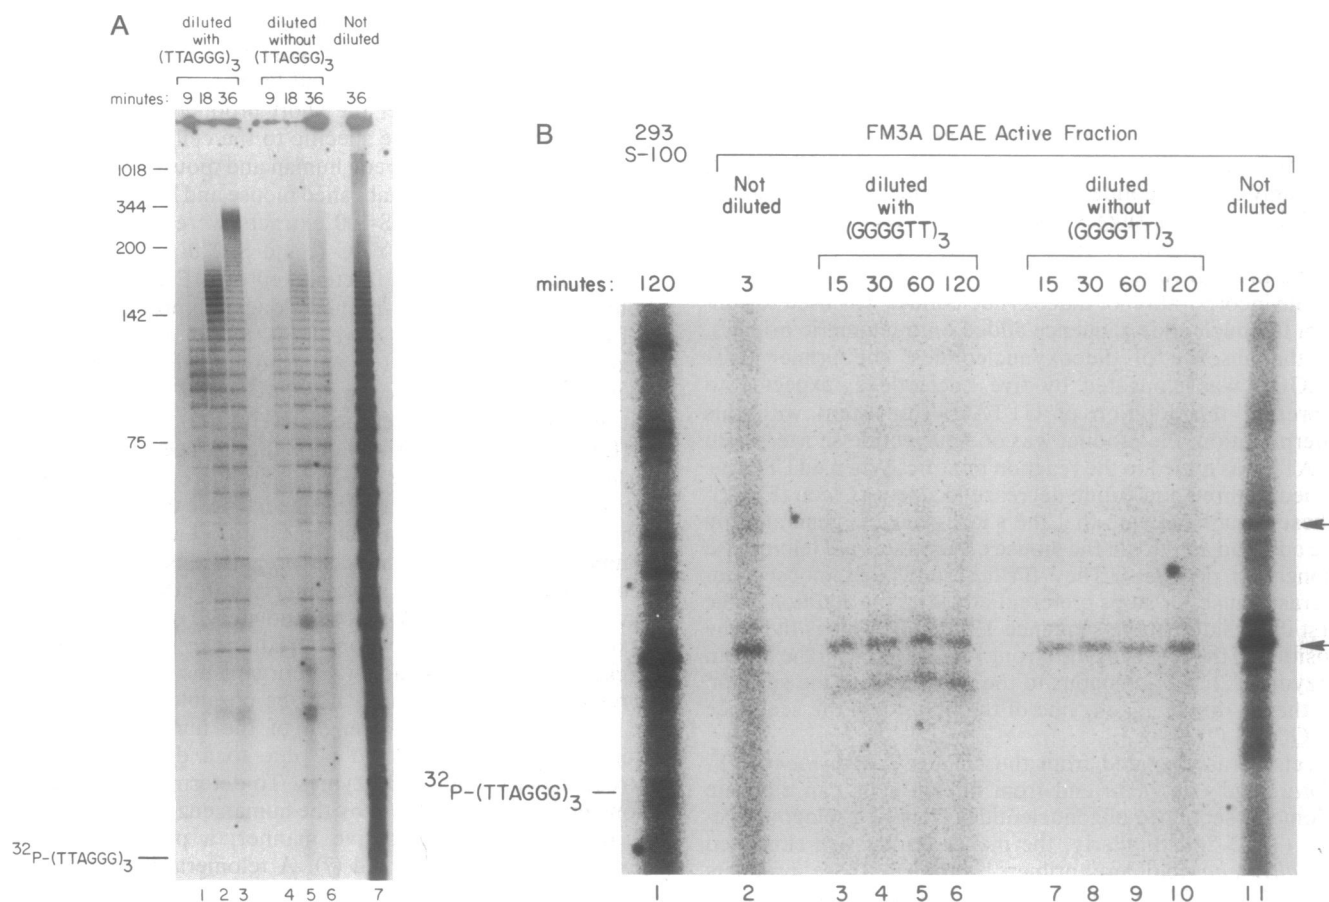 A
diluted
with
(TTAGGG)3
diluted
without
(TTAGGG)3
Not
diluted
minutes: 9 18 36 9 18 36 36
1018
344
200
142
75
32P-(TTAGGG)3
1 2 3 4 5 6 7
B
293
S-100
FM3A DEAE Active Fraction
Not
diluted
diluted
with
(GGGGTT)3
diluted
without
(GGGGTT)3
Not
diluted
minutes: 120 3 15 30 60 120 15 30 60 120 120
32P-(TTAGGG)3
1 2 3 4 5 6 7 8 9 10 11